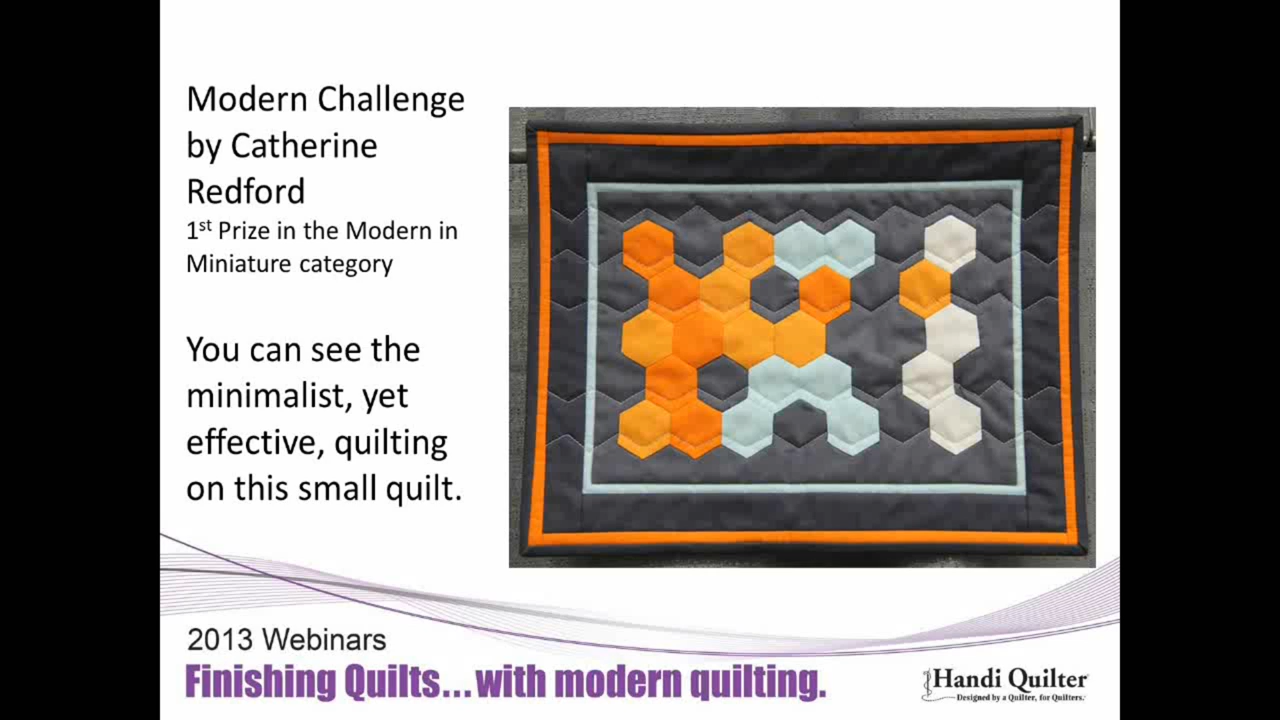 Modern Challenge
by Catherine
Redford
1st Prize in the Modern in
Miniature category
You can see the
minimalist, yet
effective, quilting
on this small quilt.
2013 Webinars
Finishing Quilts...with modern quilting.
Handi Quilter®
Designed by a Quilter, for Quilters.®